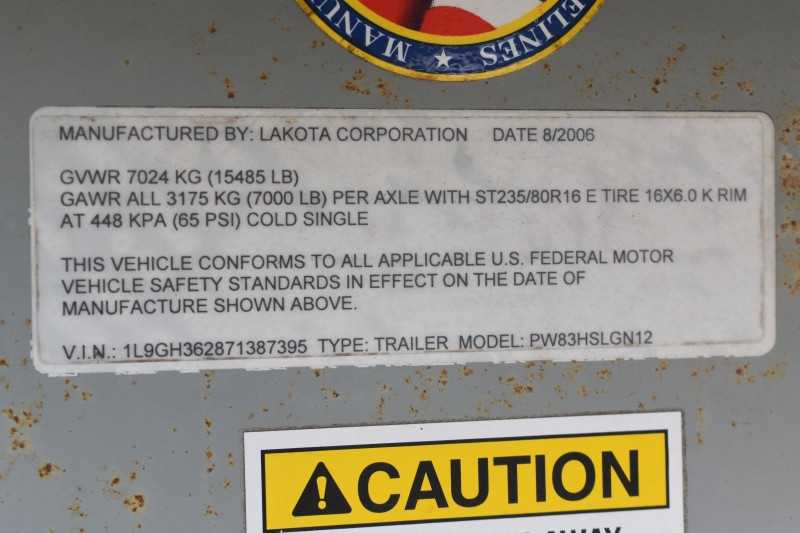 MANUFACTURED BY: LAKOTA CORPORATION DATE 8/2006
GVWR 7024 KG (15485 LB)
GAWR ALL 3175 KG (7000 LB) PER AXLE WITH ST235/80R16 E TIRE 16X6.0 K RIM
AT 448 KPA (65 PSI) COLD SINGLE
THIS VEHICLE CONFORMS TO ALL APPLICABLE U.S. FEDERAL MOTOR
VEHICLE SAFETY STANDARDS IN EFFECT ON THE DATE OF
MANUFACTURE SHOWN ABOVE.
V.I.N.: 1L9GH362871387395 TYPE: TRAILER MODEL: PW83HSLGN12
CAUTION
AWAY